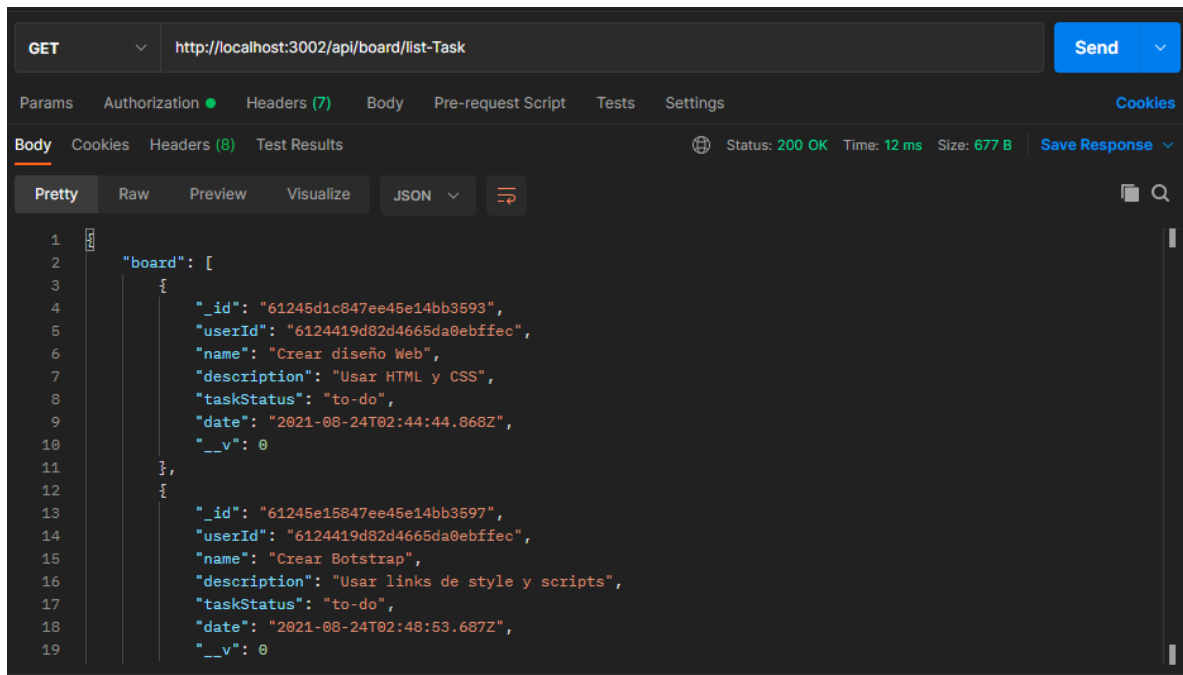 GET http://localhost:3002/api/board/list-Task Send
Params Authorization Headers (7) Body Pre-request Script Tests Settings Cookies
Body Cookies Headers (8) Test Results Status: 200 OK Time: 12 ms Size: 677 B Save Response
Pretty Raw Preview Visualize JSON
1 {
2 "board": [
3 {
4 "_id": "61245d1c847ee45e14bb3593",
5 "userId": "6124419d82d4665da0ebffec",
6 "name": "Crear diseño Web",
7 "description": "Usar HTML y CSS",
8 "taskStatus": "to-do",
9 "date": "2021-08-24T02:44:44.868Z",
10 "__v": 0
11 },
12 {
13 "_id": "61245e15847ee45e14bb3597",
14 "userId": "6124419d82d4665da0ebffec",
15 "name": "Crear Botstrap",
16 "description": "Usar links de style y scripts",
17 "taskStatus": "to-do",
18 "date": "2021-08-24T02:48:53.687Z",
19 "__v": 0